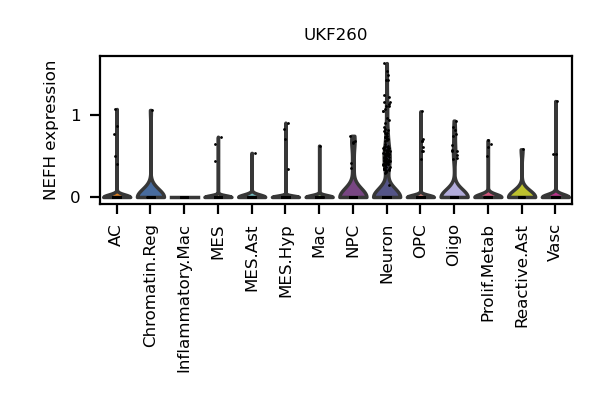 UKF260
NEFH expression
1
0
AC
Chromatin.Reg
Inflammatory.Mac
MES
MES.Ast
MES.Hyp
Mac
NPC
Neuron
OPC
Oligo
Prolif.Metab
Reactive.Ast
Vasc